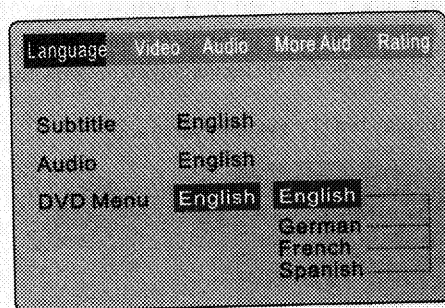 Language Video Audio More Aud Rating
Subtitle English
Audio English
DVD Menu English English
German
French
Spanish